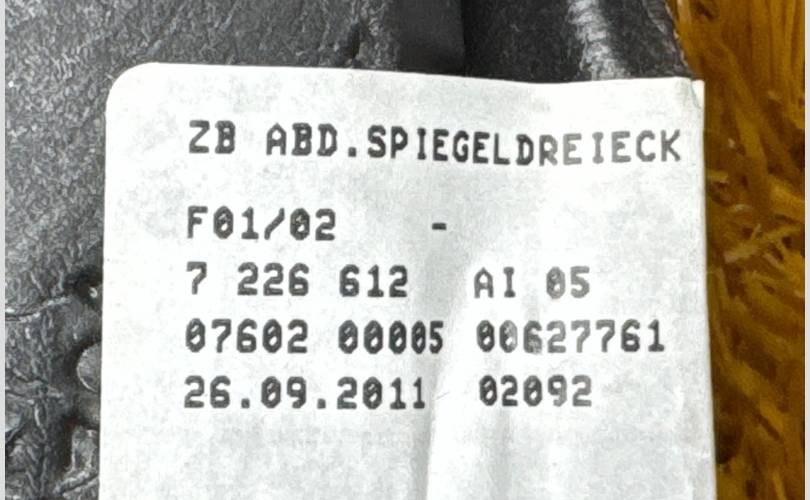 ZB ABD.SPIEGELDREIECK
F01/02 -
7 226 612 AI 05
07602 00005 00627761
26.09.2011 02092